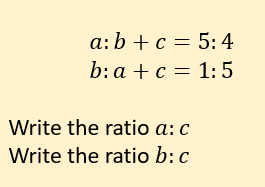 a: b + c = 5: 4
b: a + c = 1: 5
Write the ratio a: c
Write the ratio b: c